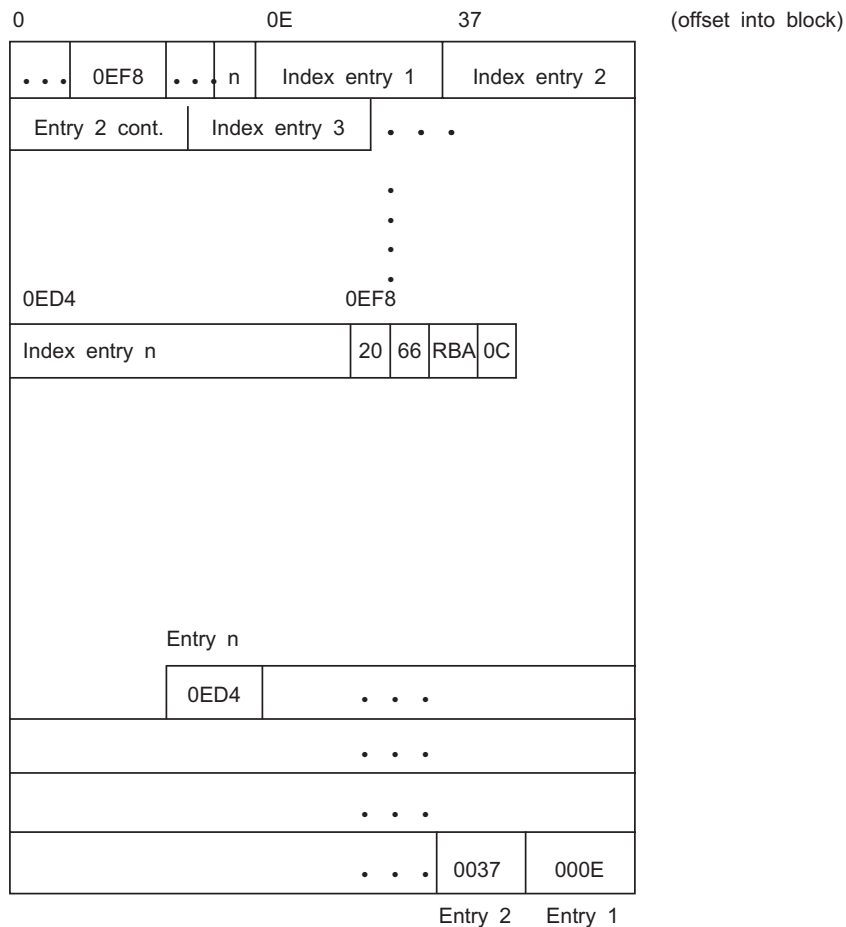 0 0E 37 (offset into block)
. . . 0EF8 . . . n Index entry 1 Index entry 2
Entry 2 cont. Index entry 3 . . .
.
.
.
.
0ED4 0EF8
Index entry n 20 66 RBA 0C
Entry n
0ED4 . . .
. . .
. . .
. . . 0037 000E
Entry 2 Entry 1